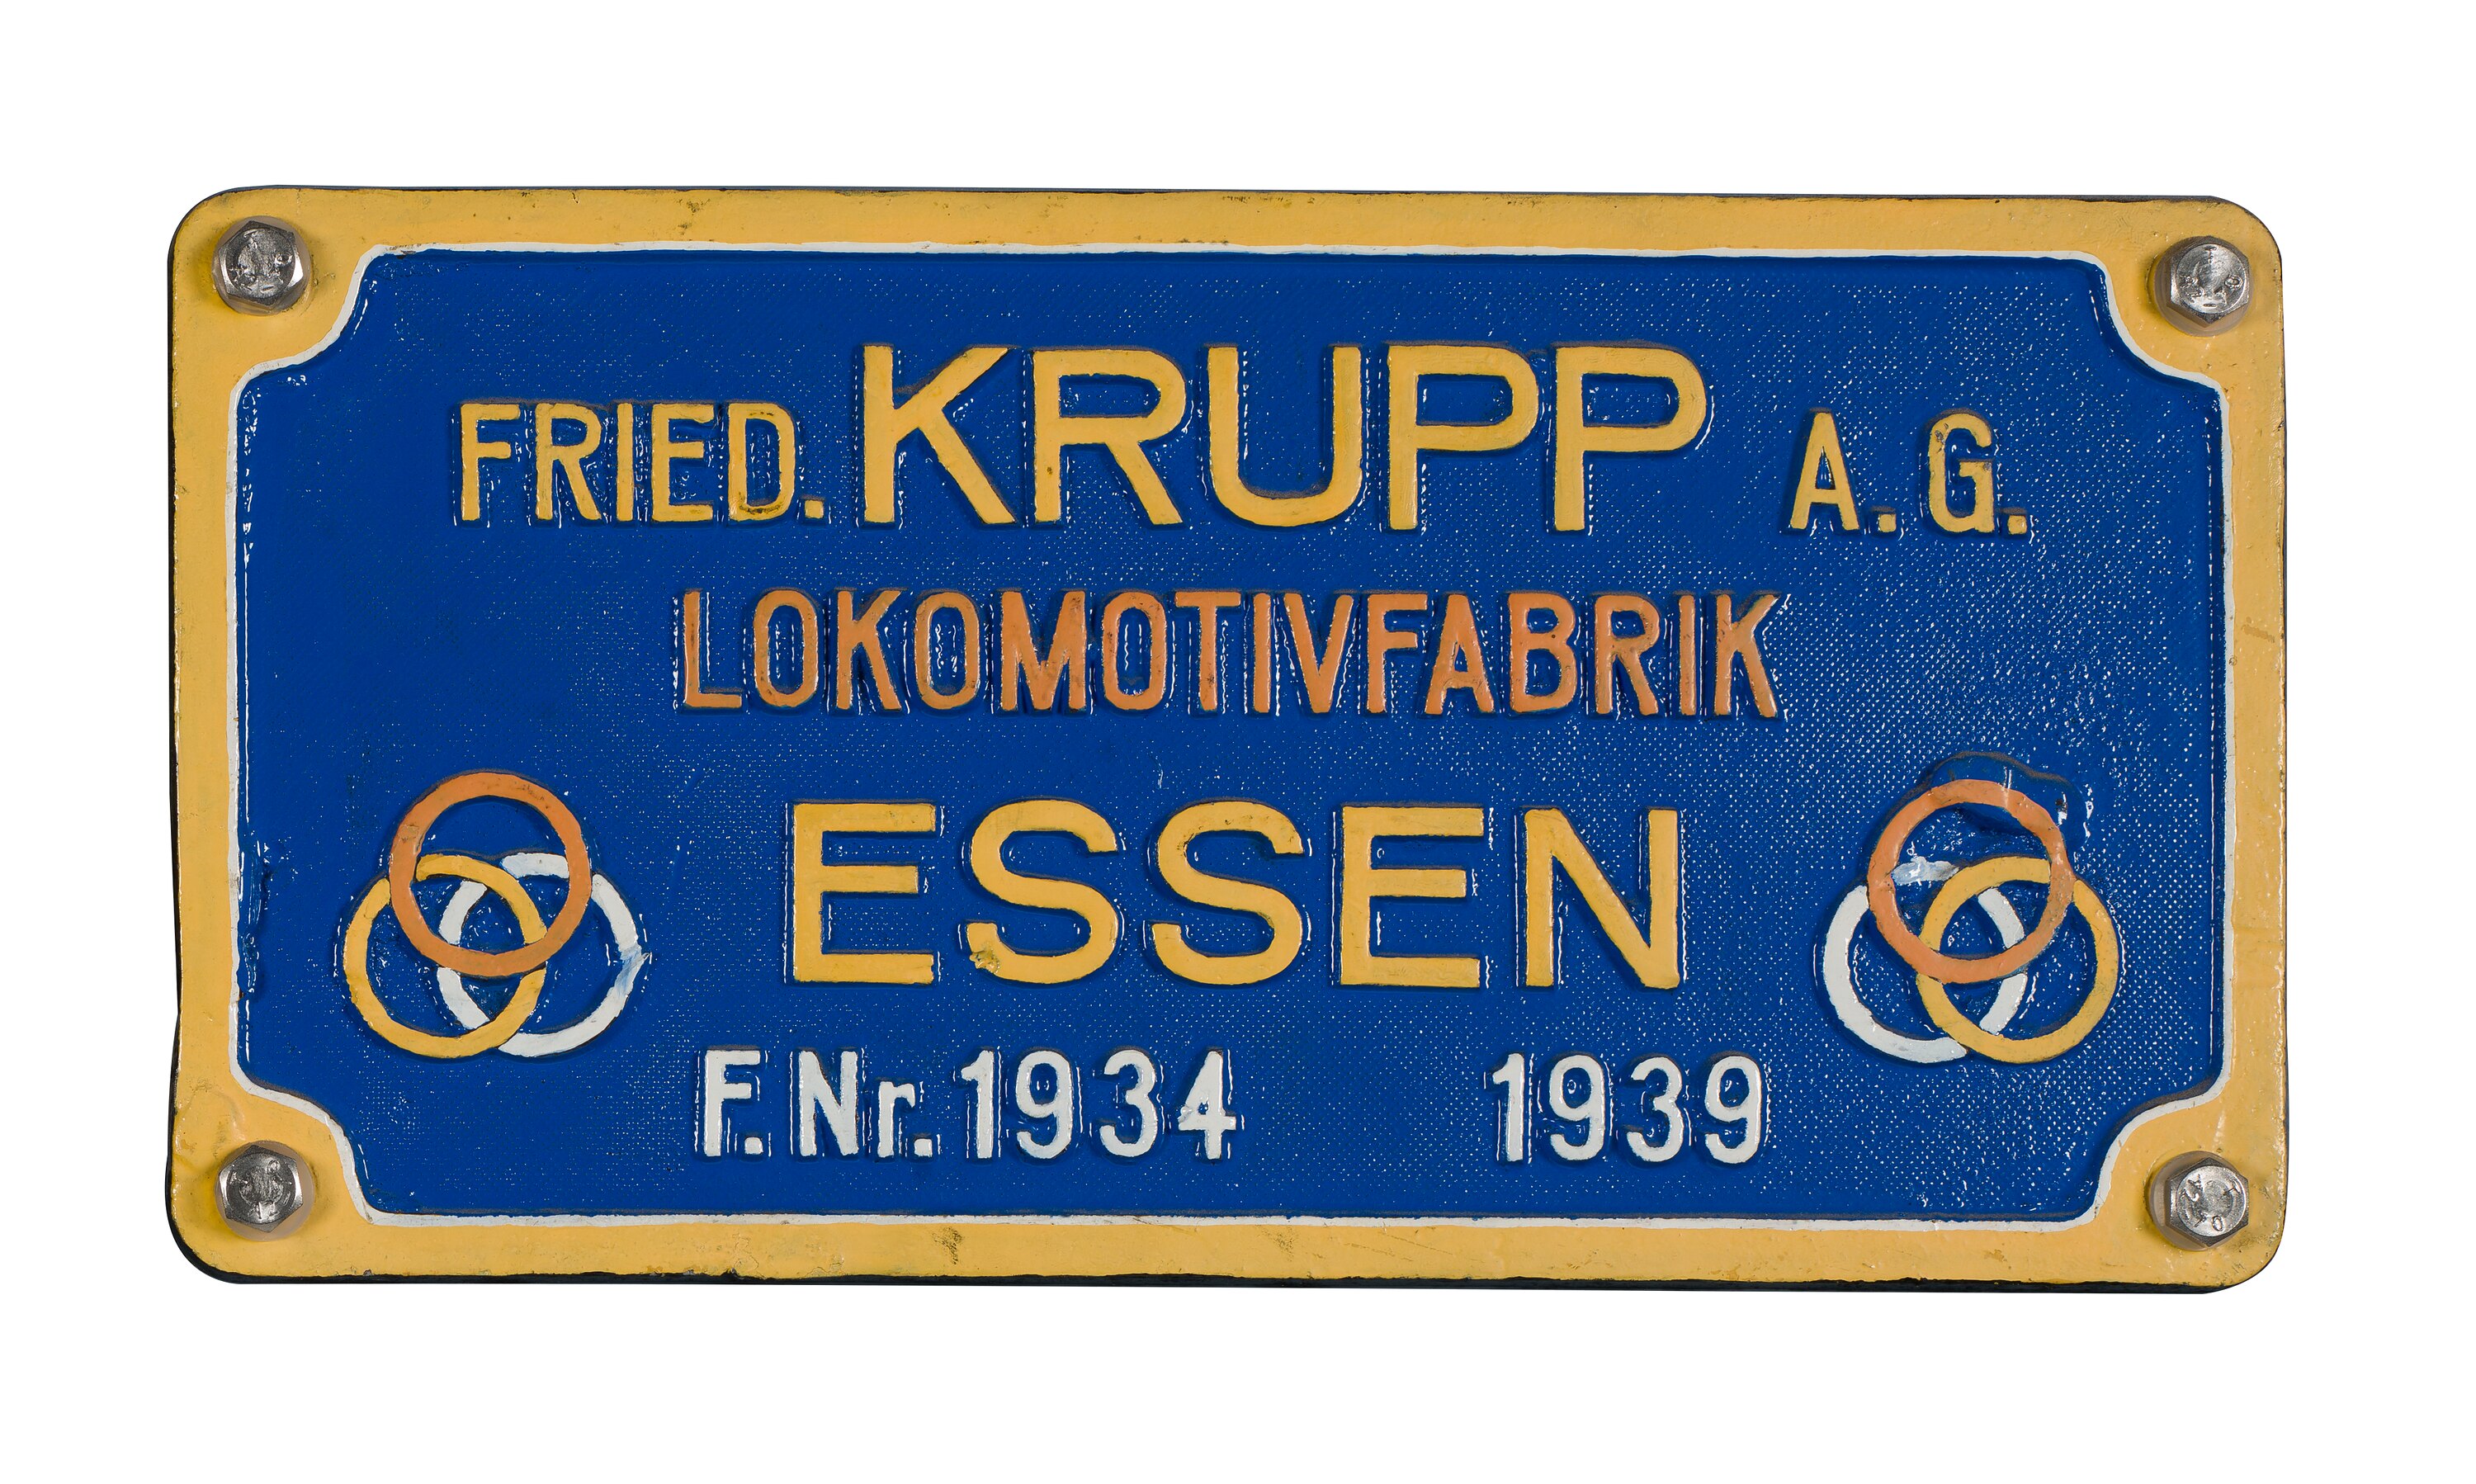 FRIED. KRUPP A.G.
LOKOMOTIVFABRIK
ESSEN
F.Nr. 1934 1939